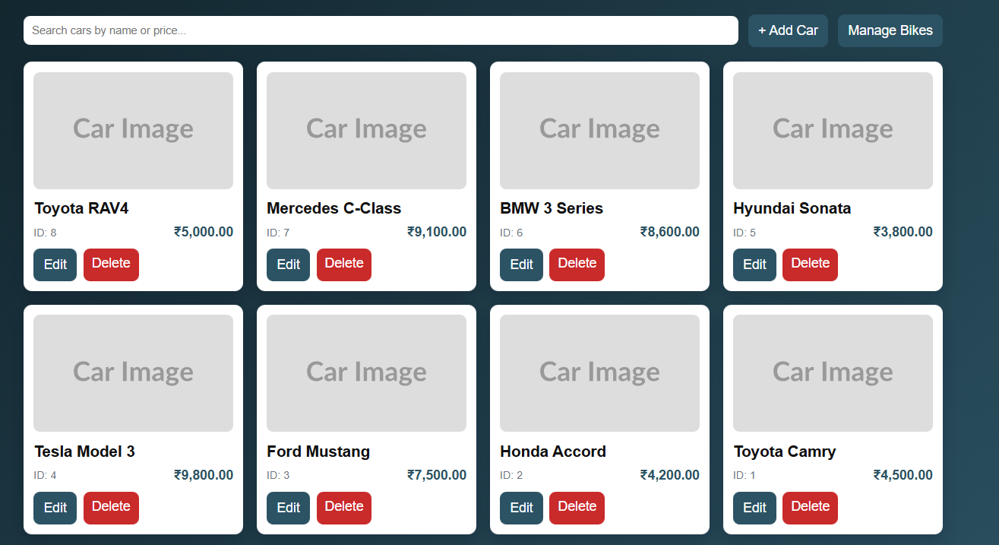 Search cars by name or price...
+ Add Car
Manage Bikes
Car Image
Car Image
Car Image
Car Image
Toyota RAV4
Mercedes C-Class
BMW 3 Series
Hyundai Sonata
ID: 8 ₹5,000.00
ID: 7 ₹9,100.00
ID: 6 ₹8,600.00
ID: 5 ₹3,800.00
Edit Delete
Edit Delete
Edit Delete
Edit Delete
Car Image
Car Image
Car Image
Car Image
Tesla Model 3
Ford Mustang
Honda Accord
Toyota Camry
ID: 4 ₹9,800.00
ID: 3 ₹7,500.00
ID: 2 ₹4,200.00
ID: 1 ₹4,500.00
Edit Delete
Edit Delete
Edit Delete
Edit Delete